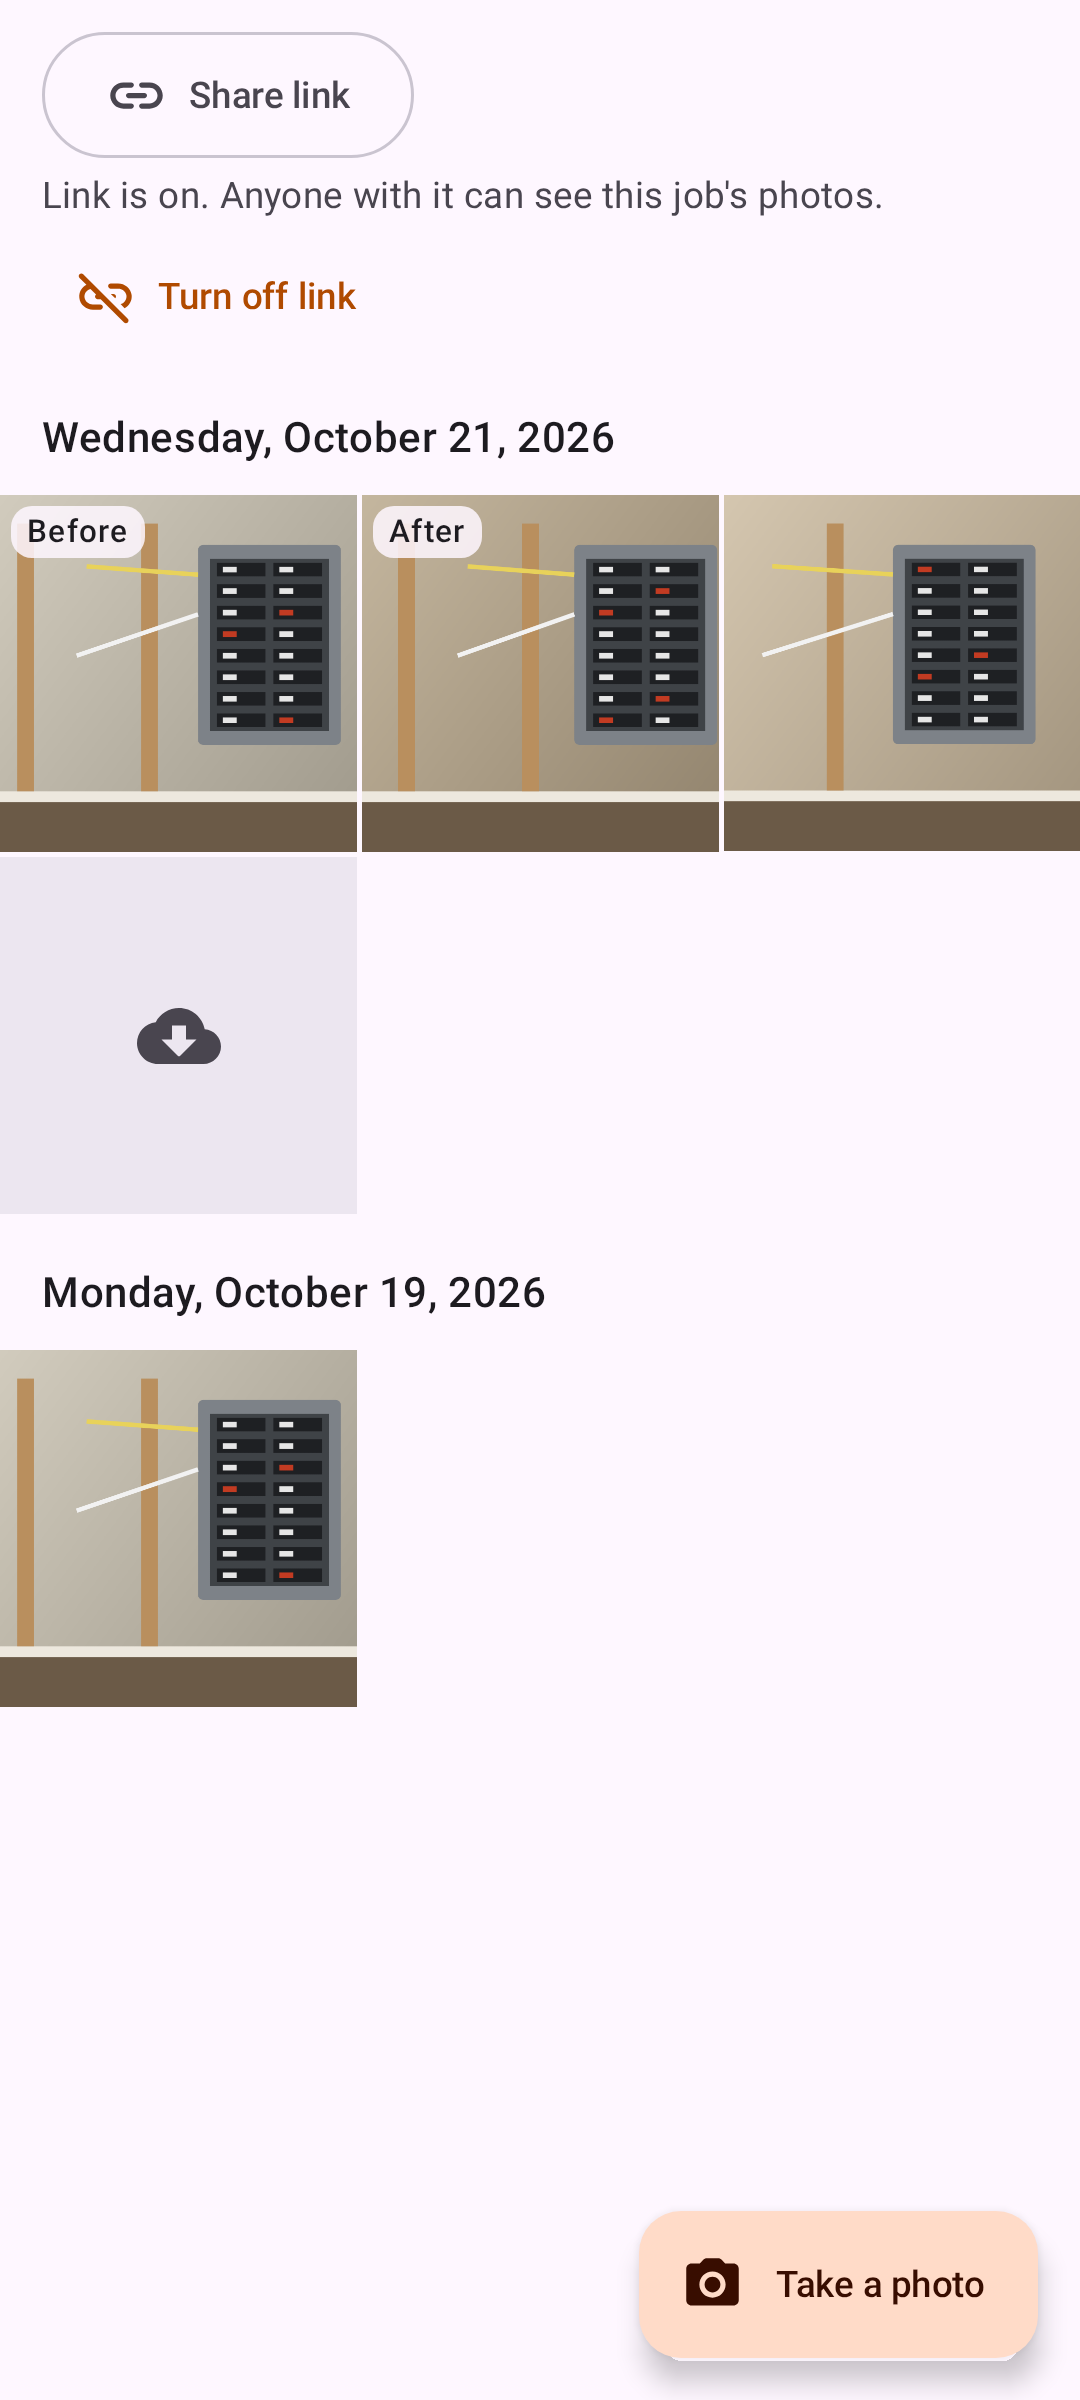 Share link
Link is on. Anyone with it can see this job's photos.
Turn off link
Wednesday, October 21, 2026
Before
After
Monday, October 19, 2026
Take a photo